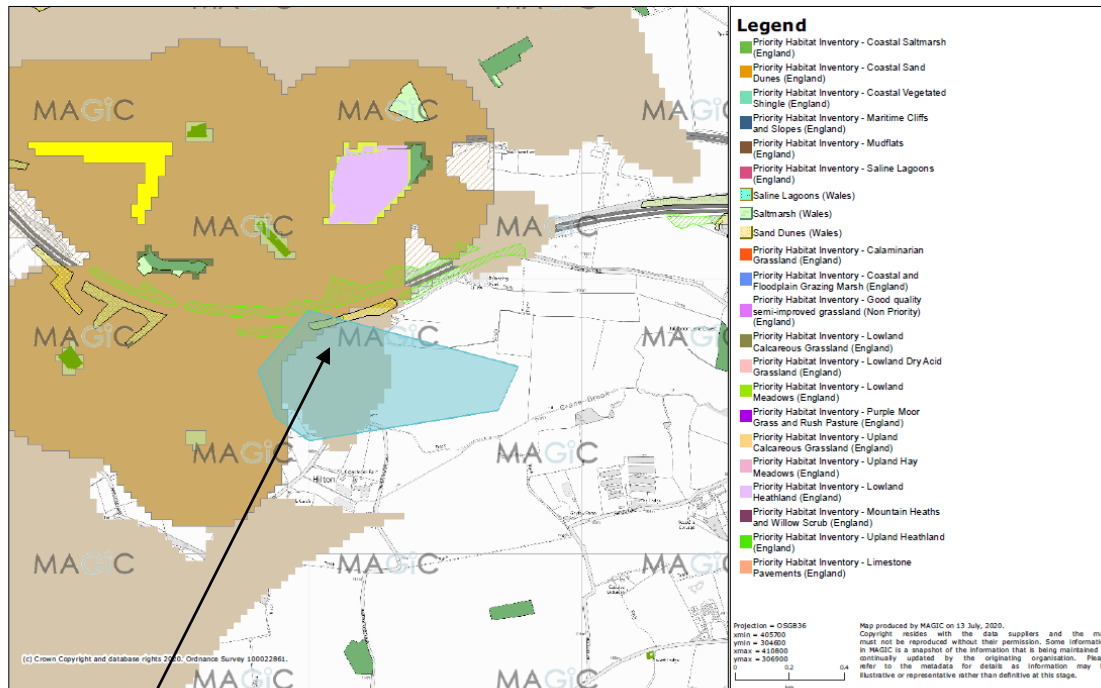 MAGiC MAGiC MAGiC
MAGiC MAGiC MAGiC
MAGiC MAGiC MAGiC
MAGiC MAGiC
MAGiC MAGiC MAGiC
Hilton
(c) Crown Copyright and database rights 2020. Ordnance Survey 100022861.
Legend
Priority Habitat Inventory - Coastal Saltmarsh
(England)
Priority Habitat Inventory - Coastal Sand
Dunes (England)
Priority Habitat Inventory - Coastal Vegetated
Shingle (England)
Priority Habitat Inventory - Maritime Cliffs
and Slopes (England)
Priority Habitat Inventory - Mudflats
(England)
Priority Habitat Inventory - Saline Lagoons
(England)
Saline Lagoons (Wales)
Saltmarsh (Wales)
Sand Dunes (Wales)
Priority Habitat Inventory - Calaminarian
Grassland (England)
Priority Habitat Inventory - Coastal and
Floodplain Grazing Marsh (England)
Priority Habitat Inventory - Good quality
semi-improved grassland (Non Priority)
(England)
Priority Habitat Inventory - Lowland
Calcareous Grassland (England)
Priority Habitat Inventory - Lowland Dry Acid
Grassland (England)
Priority Habitat Inventory - Lowland
Meadows (England)
Priority Habitat Inventory - Purple Moor
Grass and Rush Pasture (England)
Priority Habitat Inventory - Upland
Calcareous Grassland (England)
Priority Habitat Inventory - Upland Hay
Meadows (England)
Priority Habitat Inventory - Lowland
Heathland (England)
Priority Habitat Inventory - Mountain Heaths
and Willow Scrub (England)
Priority Habitat Inventory - Upland Heathland
(England)
Priority Habitat Inventory - Limestone
Pavements (England)
Projection = OSGB36
xmin = 405700
ymin = 304600
xmax = 410800
ymax = 306900
0 0.2 0.4
km
Map produced by MAGiC on 13 July, 2020.
Copyright resides with the data suppliers and the ma
must not be reproduced without their permission. Some informatio
in MAGiC is a snapshot of the information that is being maintained
continually updated by the originating organisation. Plea
refer to the metadata for details as information may
illustrative or representative rather than definitive at this stage.